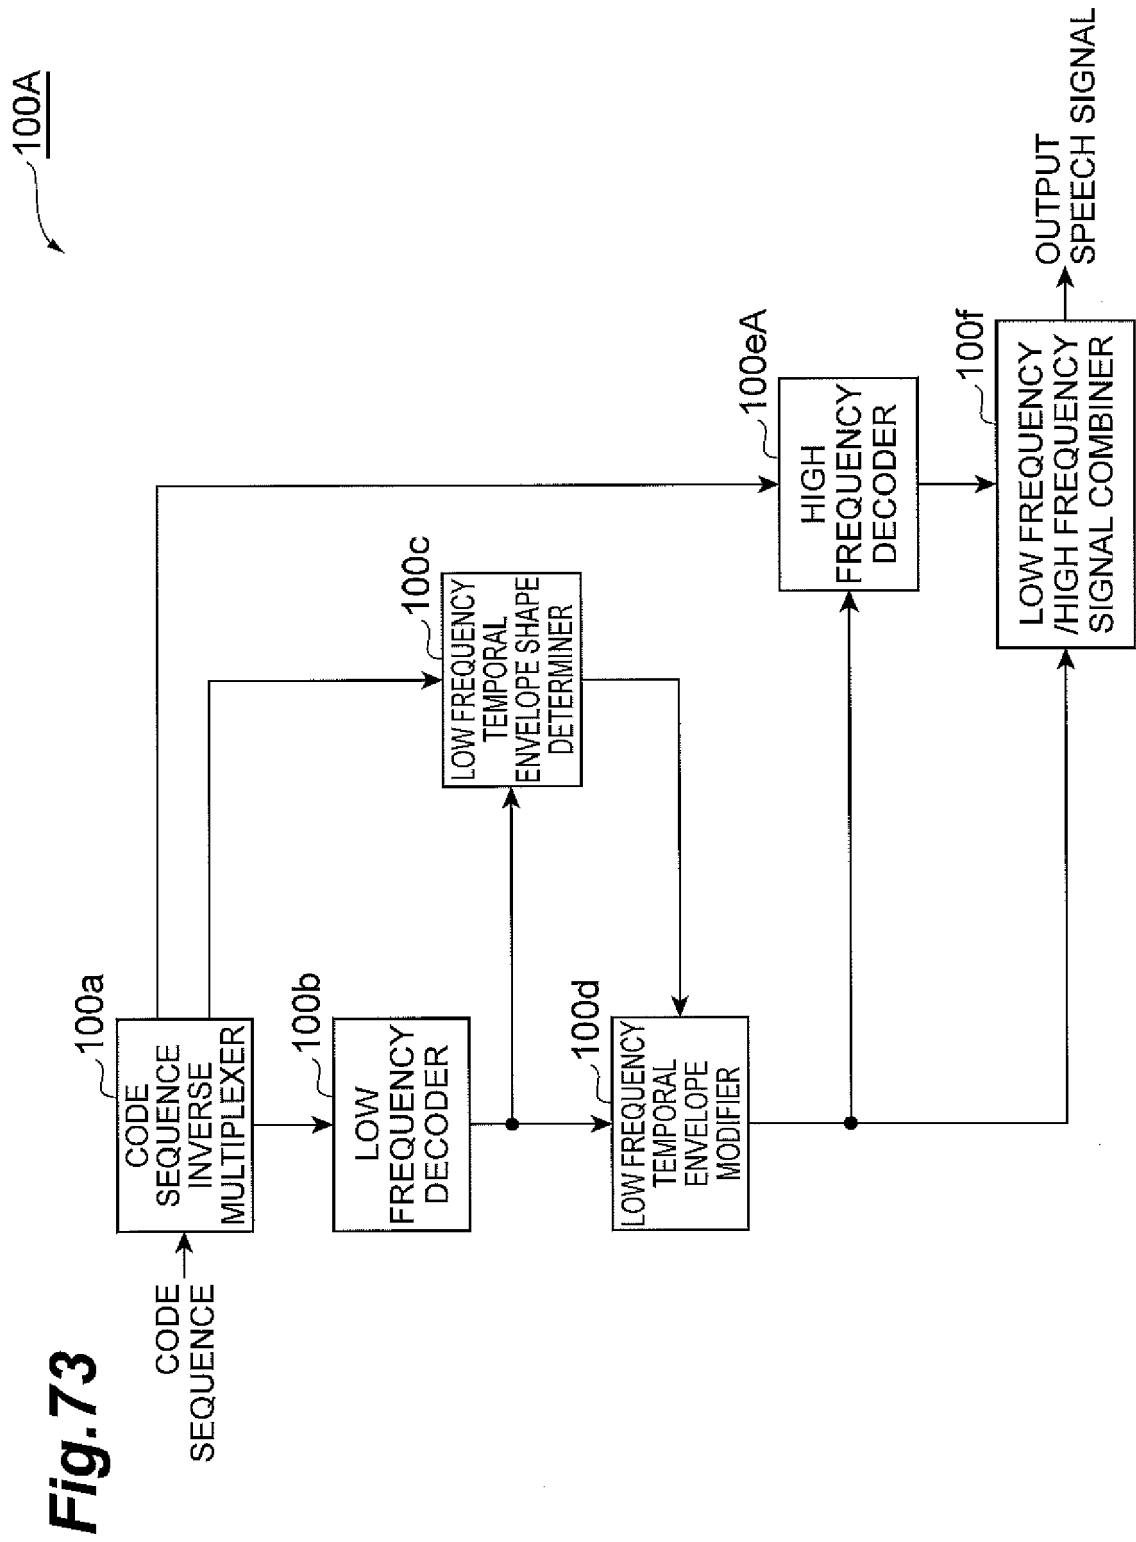 Fig.73
100A
CODE
SEQUENCE
100a
CODE
SEQUENCE
INVERSE
MULTIPLEXER
100b
LOW
FREQUENCY
DECODER
100c
LOW FREQUENCY
TEMPORAL
ENVELOPE SHAPE
DETERMINER
100d
LOW FREQUENCY
TEMPORAL
ENVELOPE
MODIFIER
100eA
HIGH
FREQUENCY
DECODER
100f
LOW FREQUENCY
/HIGH FREQUENCY
SIGNAL COMBINER
OUTPUT
SPEECH SIGNAL